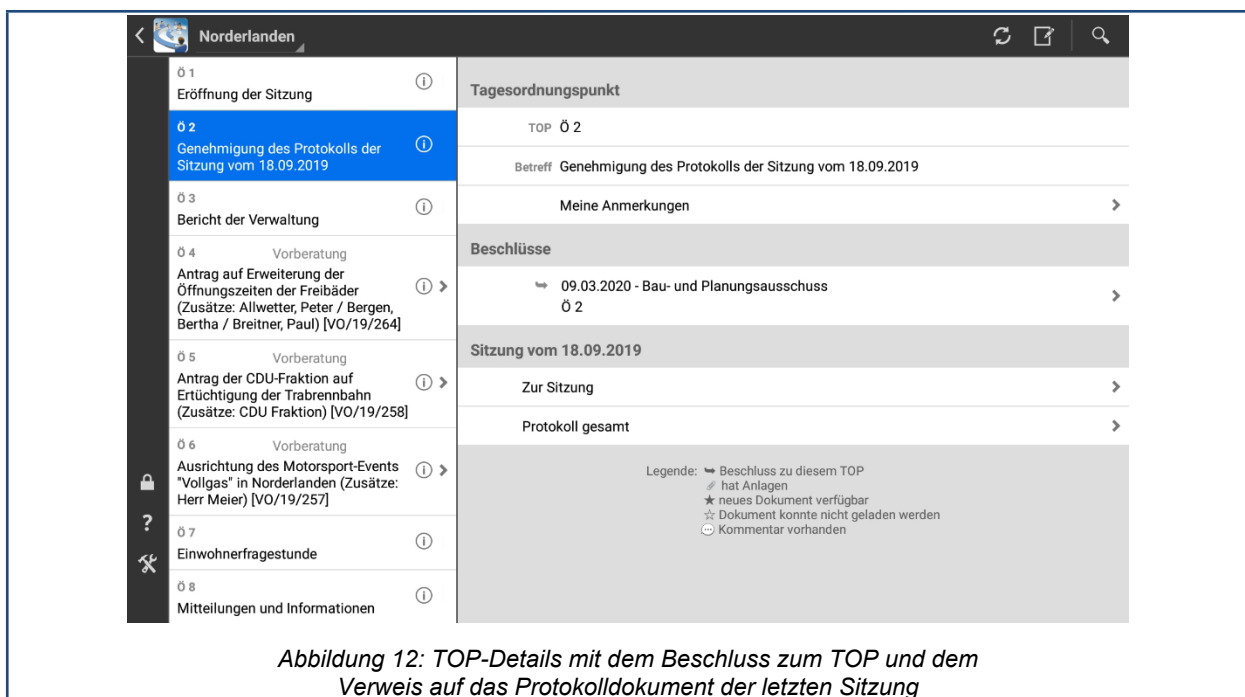 Norderlanden
Ö 1
Eröffnung der Sitzung
Ö 2
Genehmigung des Protokolls der
Sitzung vom 18.09.2019
Ö 3
Bericht der Verwaltung
Ö 4 Vorberatung
Antrag auf Erweiterung der
Öffnungszeiten der Freibäder
(Zusätze: Allwetter, Peter / Bergen,
Bertha / Breitner, Paul) [VO/19/264]
Ö 5 Vorberatung
Antrag der CDU-Fraktion auf
Ertüchtigung der Trabrennbahn
(Zusätze: CDU Fraktion) [VO/19/258]
Ö 6 Vorberatung
Ausrichtung des Motorsport-Events
"Vollgas" in Norderlanden (Zusätze:
Herr Meier) [VO/19/257]
Ö 7
Einwohnerfragestunde
Ö 8
Mitteilungen und Informationen
Tagesordnungspunkt
TOP Ö 2
Betreff Genehmigung des Protokolls der Sitzung vom 18.09.2019
Meine Anmerkungen
Beschlüsse
09.03.2020 - Bau- und Planungsausschuss
Ö 2
Sitzung vom 18.09.2019
Zur Sitzung
Protokoll gesamt
Legende: Beschluss zu diesem TOP
hat Anlagen
★ neues Dokument verfügbar
☆ Dokument konnte nicht geladen werden
Kommentar vorhanden
Abbildung 12: TOP-Details mit dem Beschluss zum TOP und dem
Verweis auf das Protokolldokument der letzten Sitzung